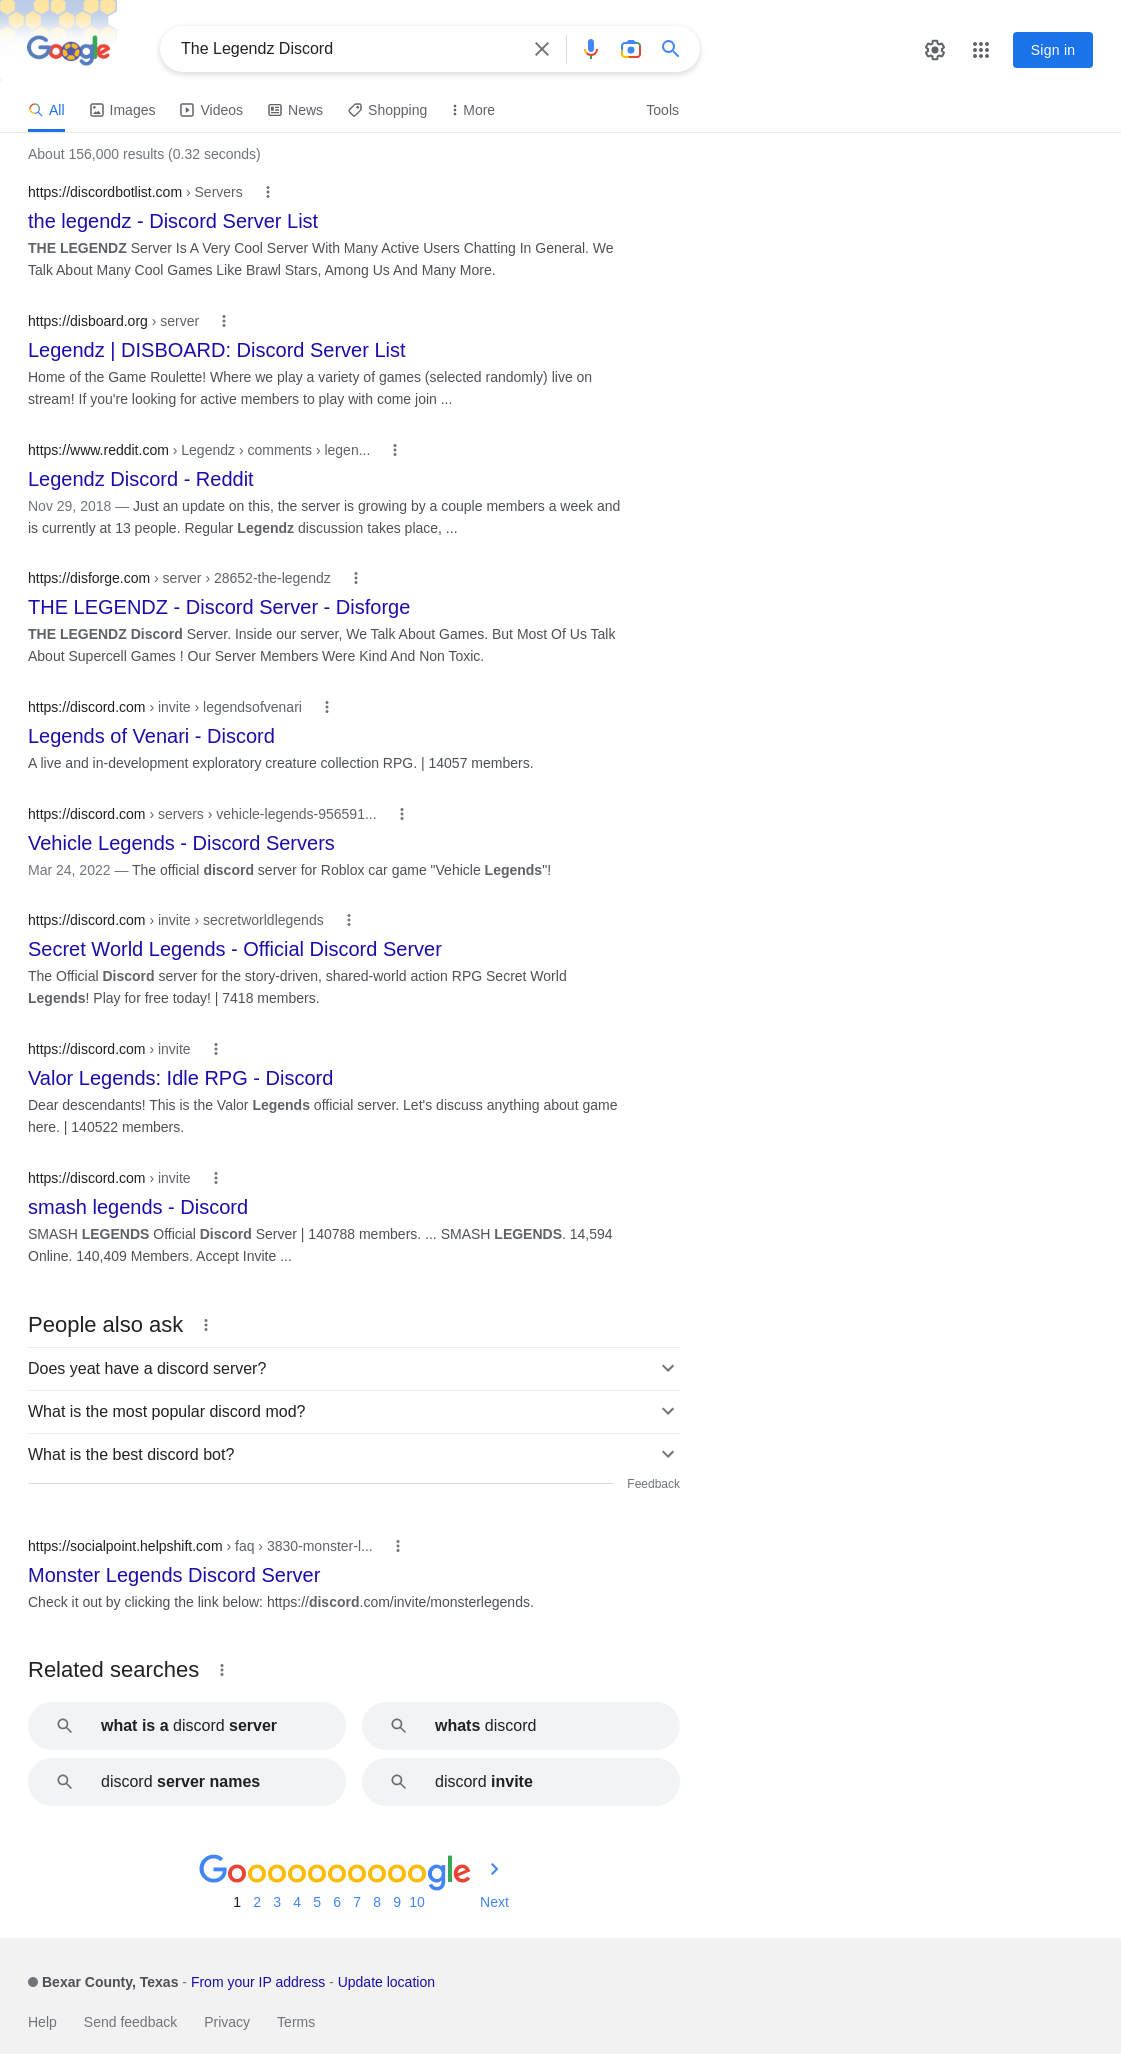 Google
The Legendz Discord
Sign in
All Images Videos News Shopping More Tools
About 156,000 results (0.32 seconds)
https://discordbotlist.com › Servers
the legendz - Discord Server List
THE LEGENDZ Server Is A Very Cool Server With Many Active Users Chatting In General. We
Talk About Many Cool Games Like Brawl Stars, Among Us And Many More.
https://disboard.org › server
Legendz | DISBOARD: Discord Server List
Home of the Game Roulette! Where we play a variety of games (selected randomly) live on
stream! If you're looking for active members to play with come join ...
https://www.reddit.com › Legendz › comments › legen...
Legendz Discord - Reddit
Nov 29, 2018 — Just an update on this, the server is growing by a couple members a week and
is currently at 13 people. Regular Legendz discussion takes place, ...
https://disforge.com › server › 28652-the-legendz
THE LEGENDZ - Discord Server - Disforge
THE LEGENDZ Discord Server. Inside our server, We Talk About Games. But Most Of Us Talk
About Supercell Games ! Our Server Members Were Kind And Non Toxic.
https://discord.com › invite › legendsofvenari
Legends of Venari - Discord
A live and in-development exploratory creature collection RPG. | 14057 members.
https://discord.com › servers › vehicle-legends-956591...
Vehicle Legends - Discord Servers
Mar 24, 2022 — The official discord server for Roblox car game "Vehicle Legends"!
https://discord.com › invite › secretworldlegends
Secret World Legends - Official Discord Server
The Official Discord server for the story-driven, shared-world action RPG Secret World
Legends! Play for free today! | 7418 members.
https://discord.com › invite
Valor Legends: Idle RPG - Discord
Dear descendants! This is the Valor Legends official server. Let's discuss anything about game
here. | 140522 members.
https://discord.com › invite
smash legends - Discord
SMASH LEGENDS Official Discord Server | 140788 members. ... SMASH LEGENDS. 14,594
Online. 140,409 Members. Accept Invite ...
People also ask
Does yeat have a discord server?
What is the most popular discord mod?
What is the best discord bot?
Feedback
https://socialpoint.helpshift.com › faq › 3830-monster-l...
Monster Legends Discord Server
Check it out by clicking the link below: https://discord.com/invite/monsterlegends.
Related searches
what is a discord server
whats discord
discord server names
discord invite
Goooooooooogle
1 2 3 4 5 6 7 8 9 10 Next
Bexar County, Texas - From your IP address - Update location
Help Send feedback Privacy Terms